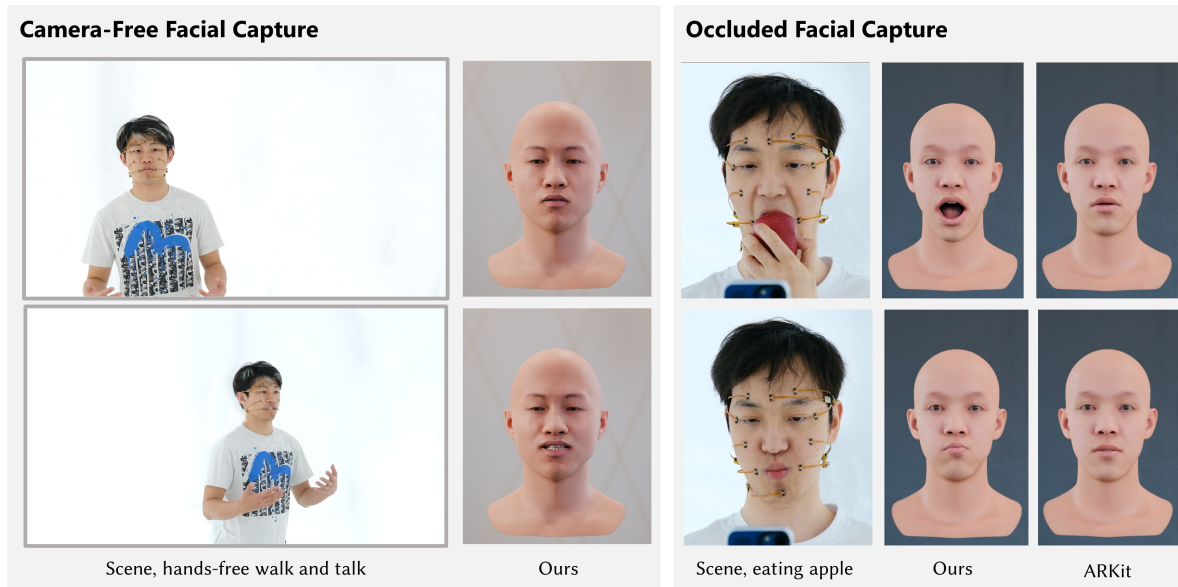 Camera-Free Facial Capture
Occluded Facial Capture
Scene, hands-free walk and talk
Ours
Scene, eating apple
Ours
ARKit